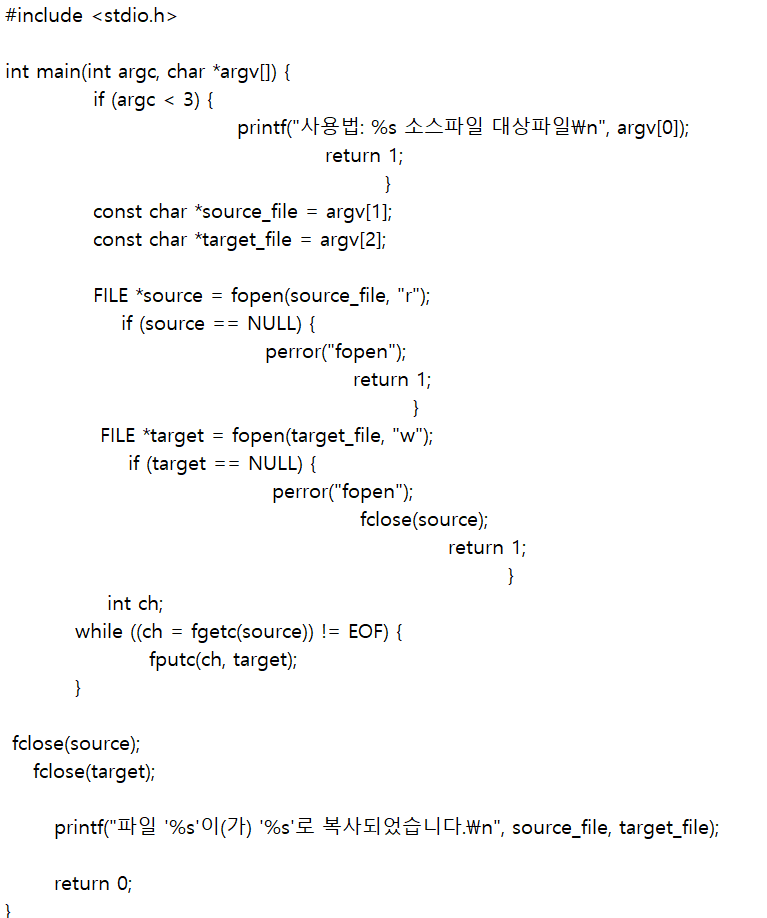 #include <stdio.h>
int main(int argc, char *argv[]) {
if (argc < 3) {
printf("사용법: %s 소스파일 대상파일₩n", argv[0]);
return 1;
}
const char *source_file = argv[1];
const char *target_file = argv[2];
FILE *source = fopen(source_file, "r");
if (source == NULL) {
perror("fopen");
return 1;
}
FILE *target = fopen(target_file, "w");
if (target == NULL) {
perror("fopen");
fclose(source);
return 1;
}
int ch;
while ((ch = fgetc(source)) != EOF) {
fputc(ch, target);
}
fclose(source);
fclose(target);
printf("파일 '%s'이(가) '%s'로 복사되었습니다.₩n", source_file, target_file);
return 0;
}